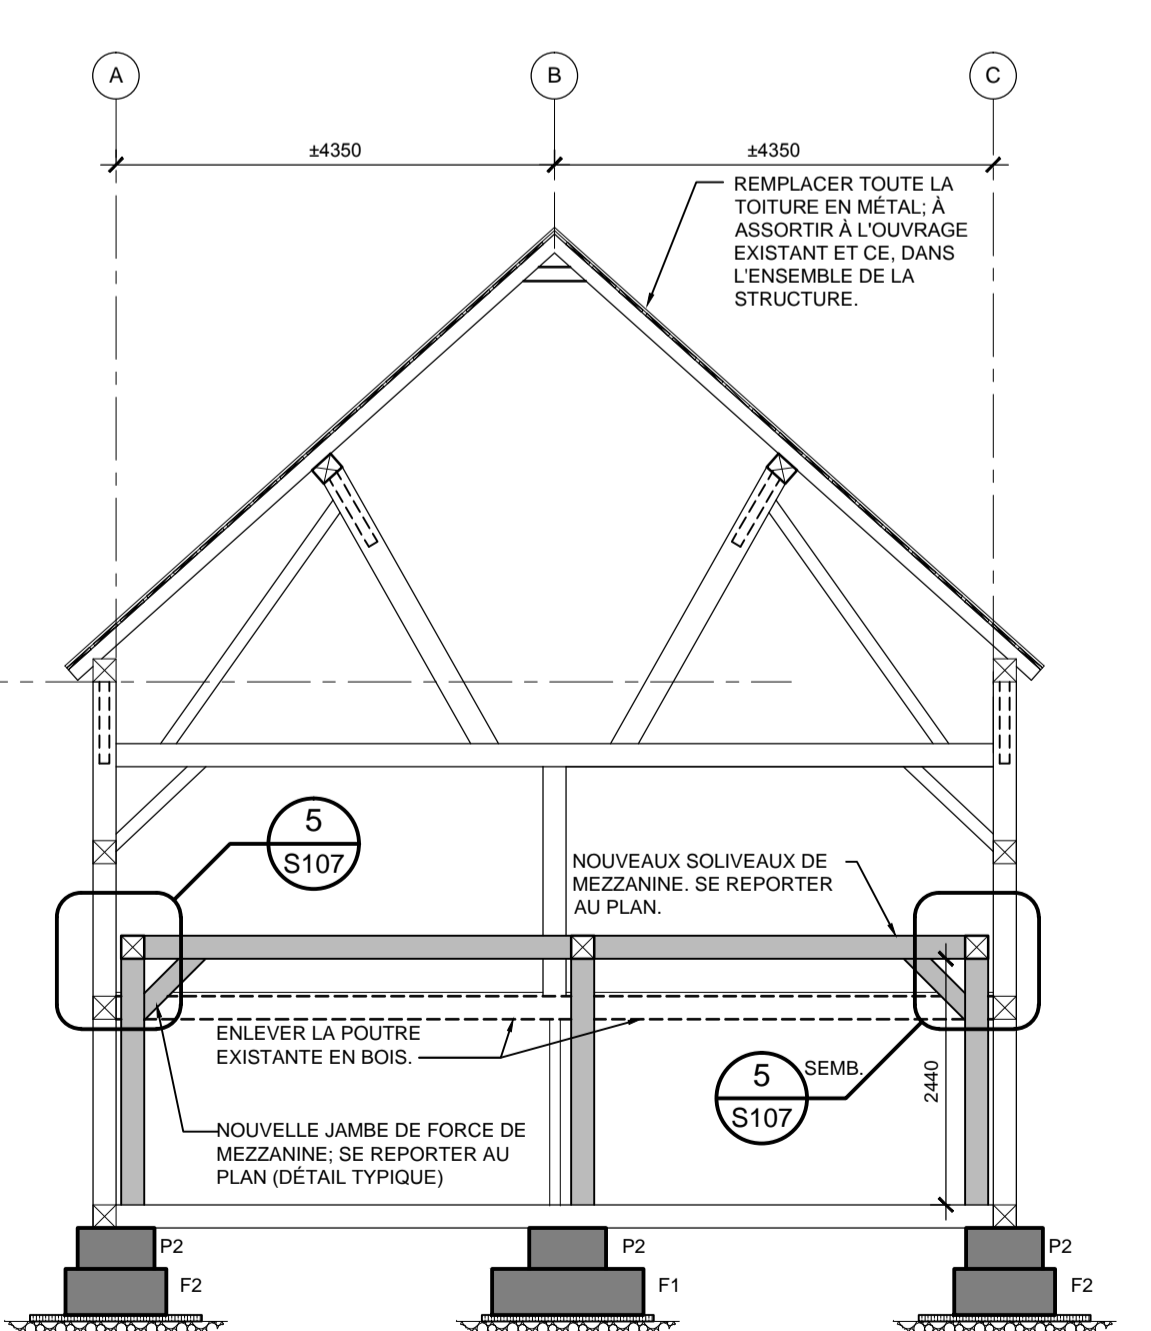 A
B
C
±4350
±4350
REMPLACER TOUTE LA
TOITURE EN MÉTAL; À
ASSORTIR À L'OUVRAGE
EXISTANT ET CE, DANS
L'ENSEMBLE DE LA
STRUCTURE.
5
S107
NOUVEAUX SOLIVEAUX DE
MEZZANINE. SE REPORTER
AU PLAN.
ENLEVER LA POUTRE
EXISTANTE EN BOIS.
5
S107
SEMB.
2440
NOUVELLE JAMBE DE FORCE DE
MEZZANINE; SE REPORTER AU
PLAN (DÉTAIL TYPIQUE)
P2
P2
P2
F2
F1
F2